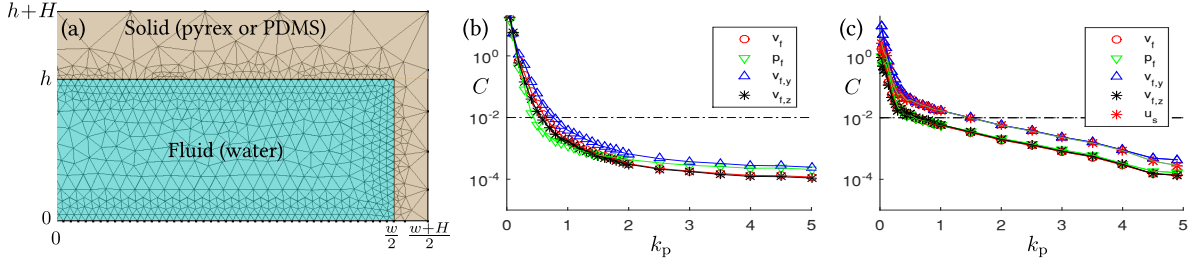 h+H
(a)
Solid (pyrex or PDMS)
h
Fluid (water)
0
0
w/2
w+H/2
(b)
C
10^0
10^-2
10^-4
v_f
p_f
v_f,y
v_f,z
0
1
2
3
4
5
k_p
(c)
C
10^0
10^-2
10^-4
v_f
p_f
v_f,y
v_f,z
u_s
0
1
2
3
4
5
k_p